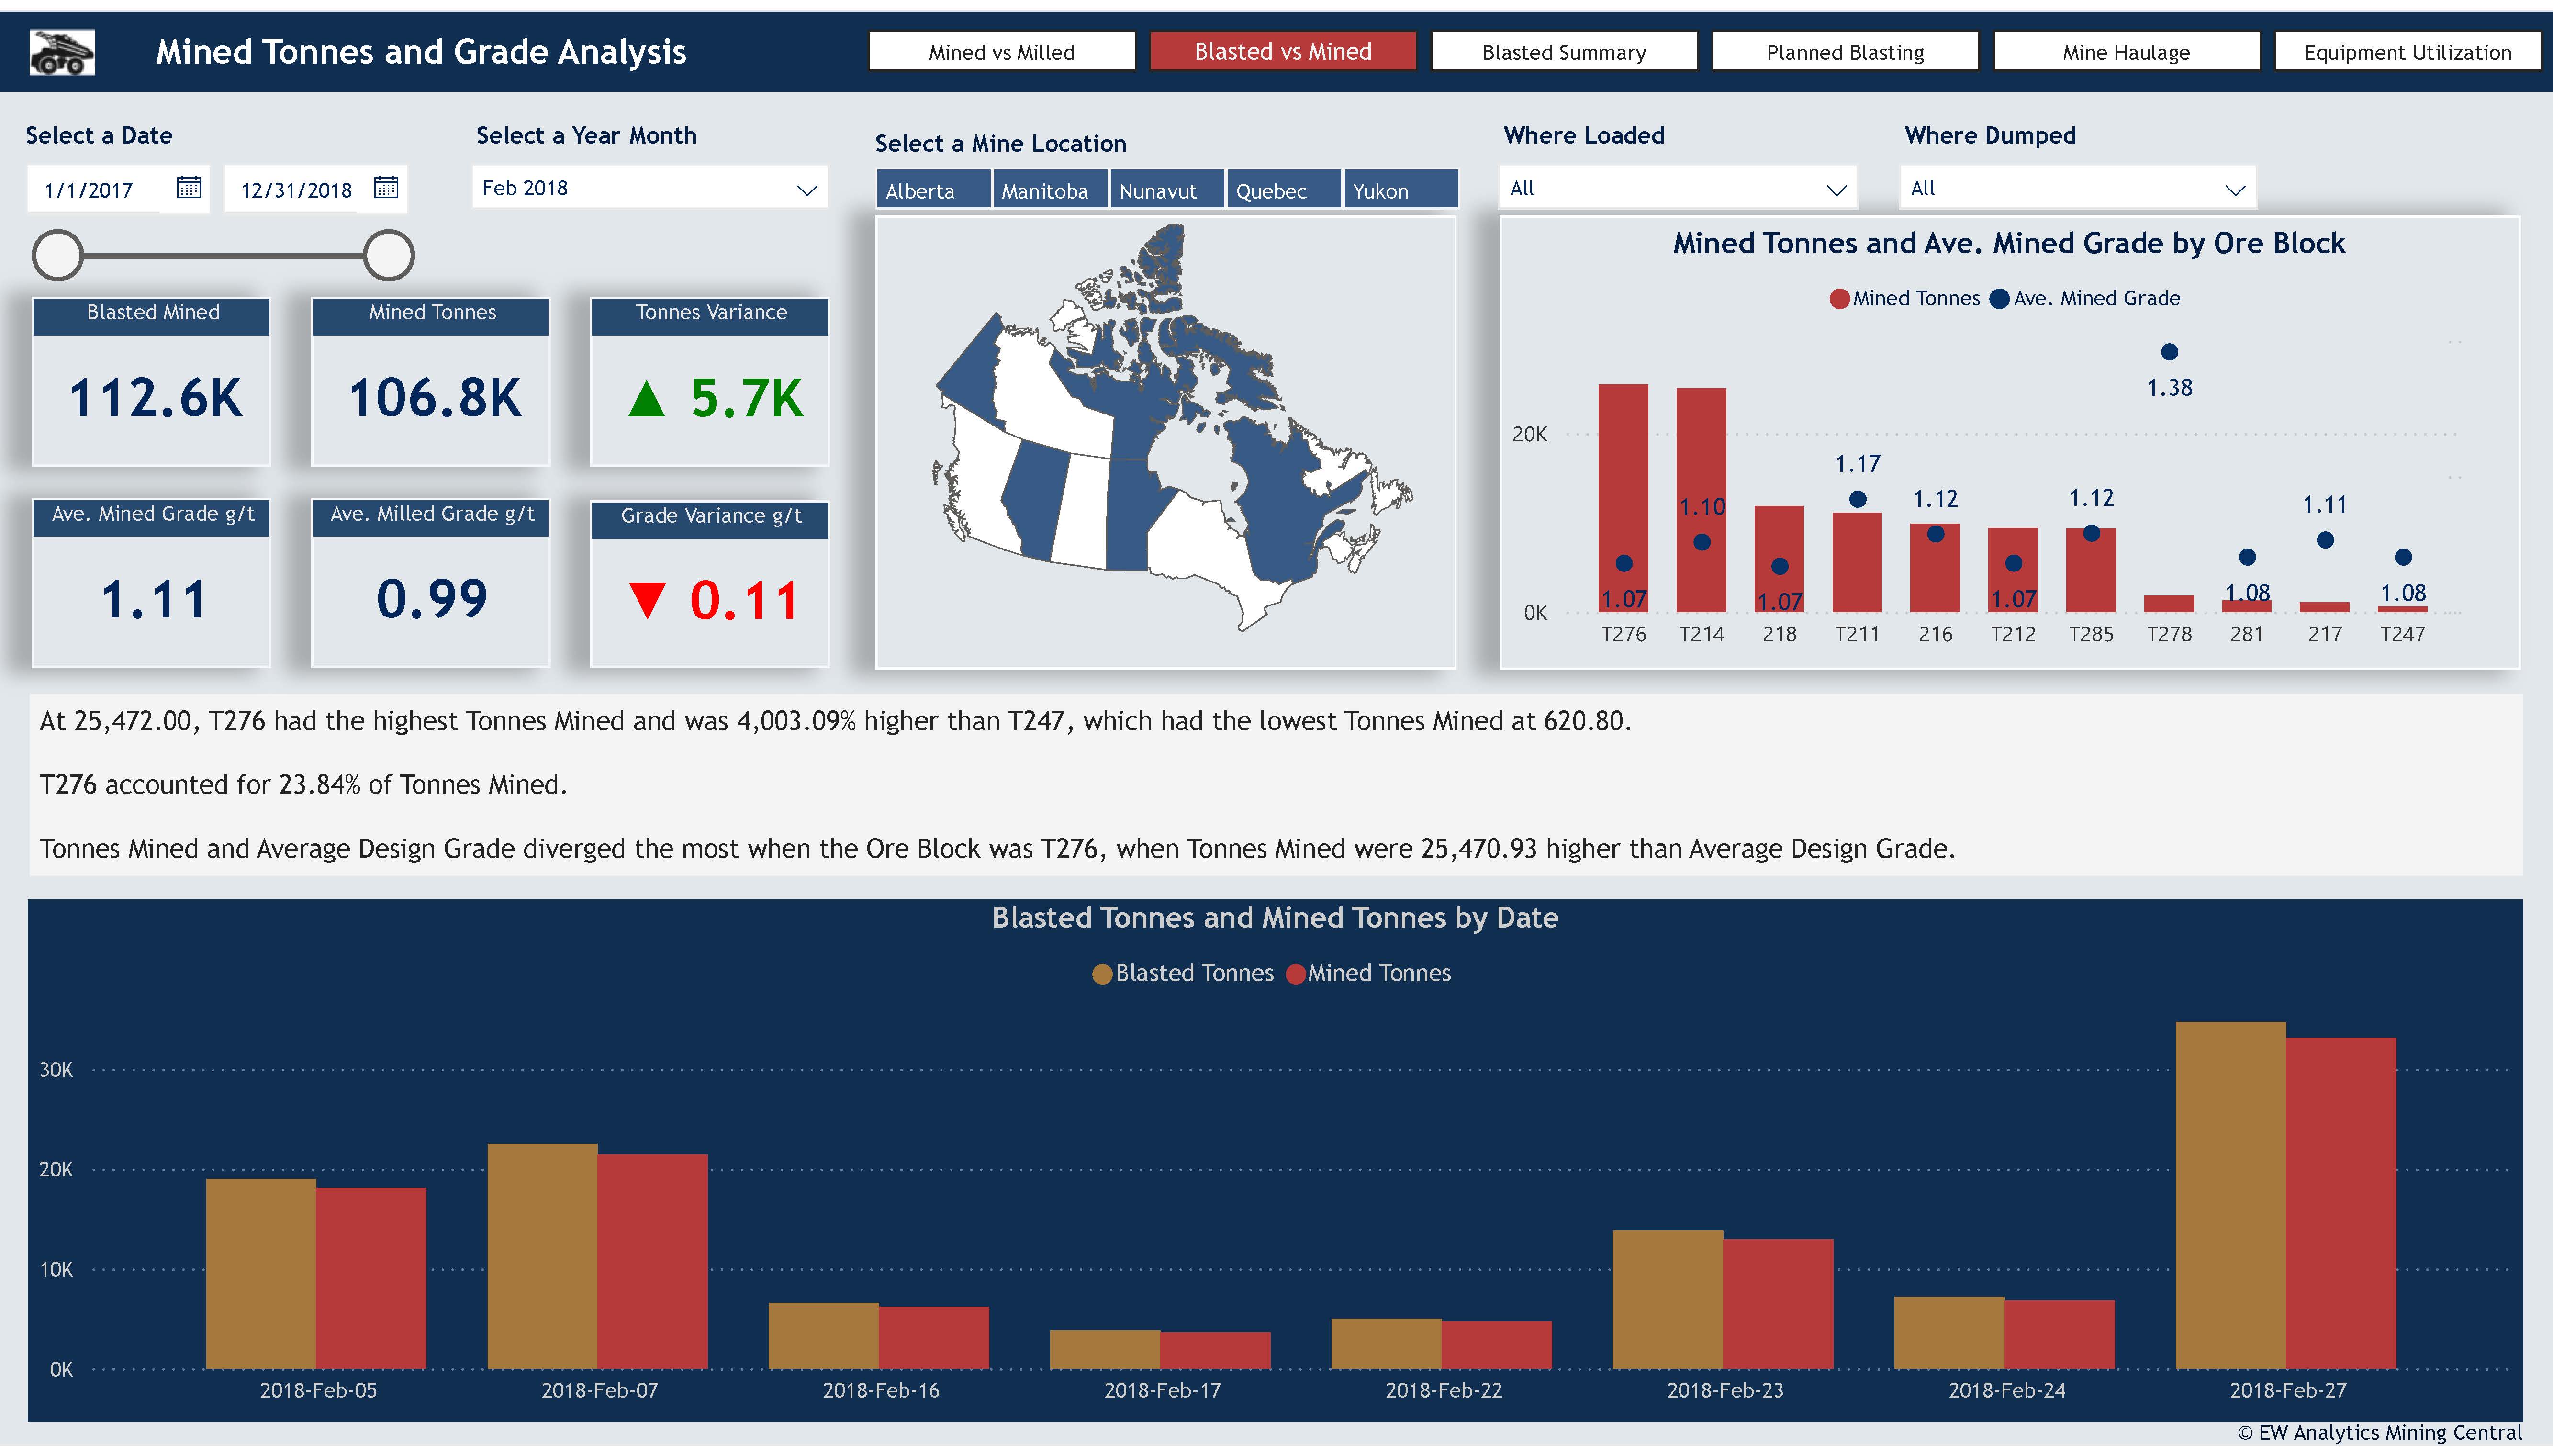 Mined Tonnes and Grade Analysis
Mined vs Milled
Blasted vs Mined
Blasted Summary
Planned Blasting
Mine Haulage
Equipment Utilization
Select a Date
1/1/2017
12/31/2018
Select a Year Month
Feb 2018
Select a Mine Location
Alberta
Manitoba
Nunavut
Quebec
Yukon
Where Loaded
All
Where Dumped
All
Blasted Mined
112.6K
Mined Tonnes
106.8K
Tonnes Variance
▲ 5.7K
Ave. Mined Grade g/t
1.11
Ave. Milled Grade g/t
0.99
Grade Variance g/t
▼ 0.11
Mined Tonnes and Ave. Mined Grade by Ore Block
Mined Tonnes
Ave. Mined Grade
20K
0K
1.07
1.10
1.07
1.17
1.12
1.07
1.12
1.38
1.08
1.11
1.08
T276
T214
218
T211
216
T212
T285
T278
281
217
T247
At 25,472.00, T276 had the highest Tonnes Mined and was 4,003.09% higher than T247, which had the lowest Tonnes Mined at 620.80.
T276 accounted for 23.84% of Tonnes Mined.
Tonnes Mined and Average Design Grade diverged the most when the Ore Block was T276, when Tonnes Mined were 25,470.93 higher than Average Design Grade.
Blasted Tonnes and Mined Tonnes by Date
Blasted Tonnes
Mined Tonnes
30K
20K
10K
0K
2018-Feb-05
2018-Feb-07
2018-Feb-16
2018-Feb-17
2018-Feb-22
2018-Feb-23
2018-Feb-24
2018-Feb-27
© EW Analytics Mining Central